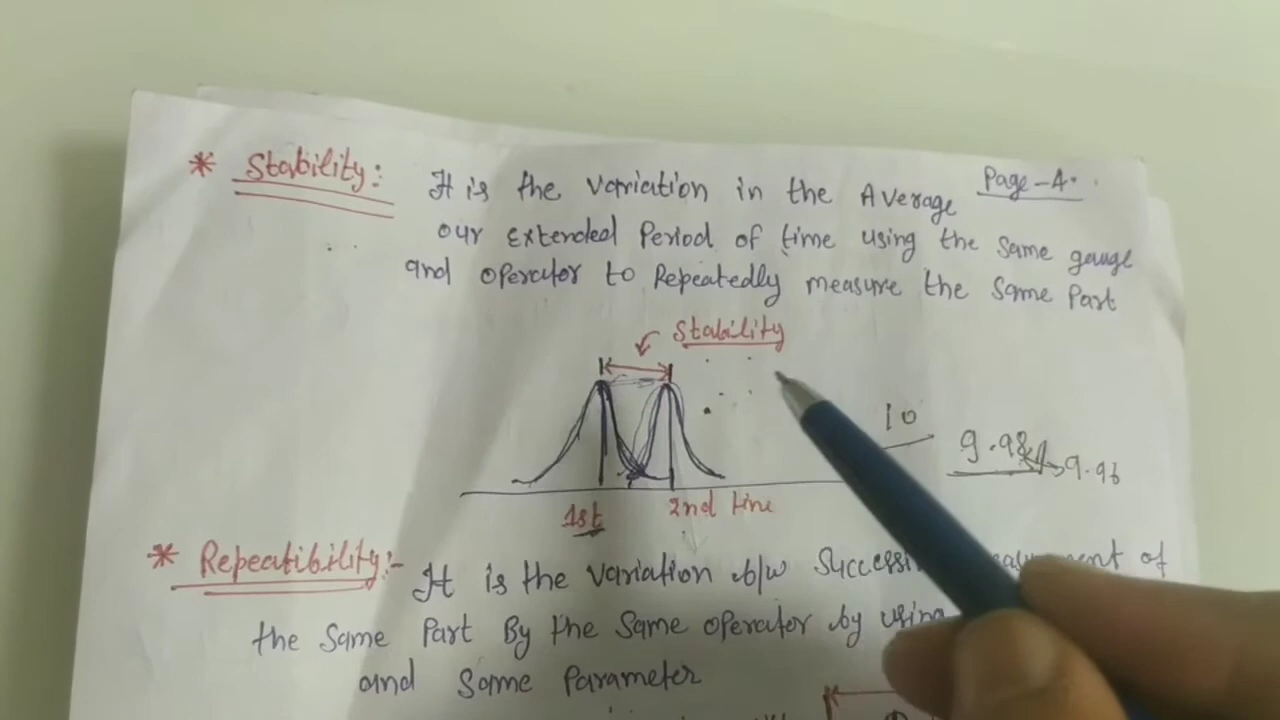 Page-4.
* Stability: It is the variation in the Average
our Extended Period of time using the same gauge
and operator to Repeatedly measure the same Part
Stability
10
9.98
9.96
1st 2nd time
* Repeatibility:- It is the variation b/w
the same Part By the same operator by using
and same Parameter